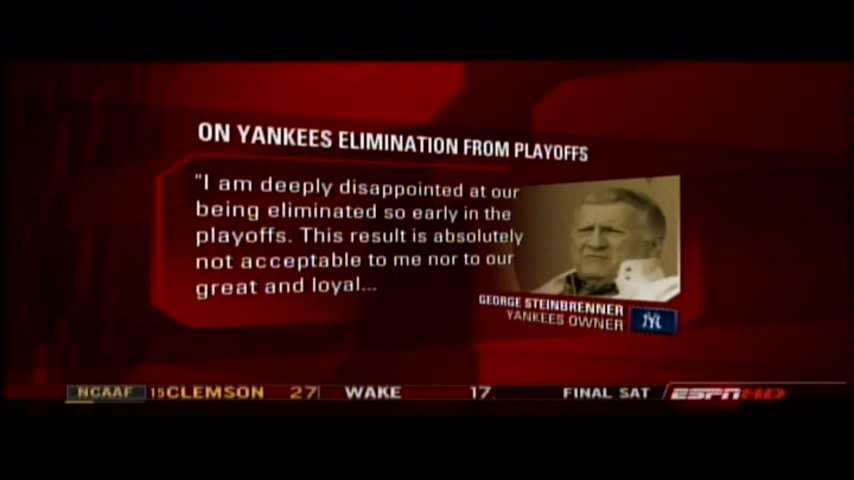 ON YANKEES ELIMINATION FROM PLAYOFFS
"I am deeply disappointed at our
being eliminated so early in the
playoffs. This result is absolutely
not acceptable to me nor to our
great and loyal...
GEORGE STEINBRENNER
YANKEES OWNER
NY
NCAAF 15 CLEMSON 27 WAKE 17 FINAL SAT ESPN HD